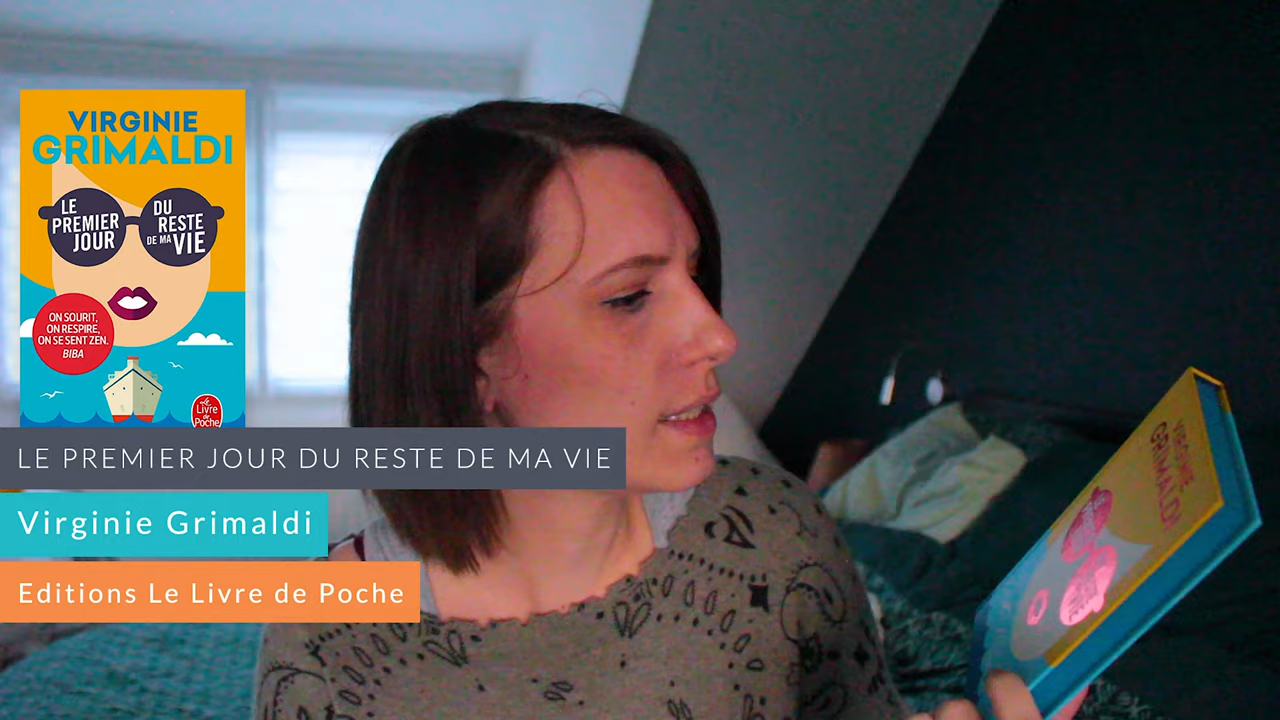 VIRGINIE
GRIMALDI
LE
PREMIER
JOUR
DU
RESTE
DE MA VIE
ON SOURIT,
ON RESPIRE,
ON SE SENT ZEN.
BIBA
Le
Livre
de
Poche
LE PREMIER JOUR DU RESTE DE MA VIE
Virginie Grimaldi
Editions Le Livre de Poche
VIRGINIE
GRIMALDI